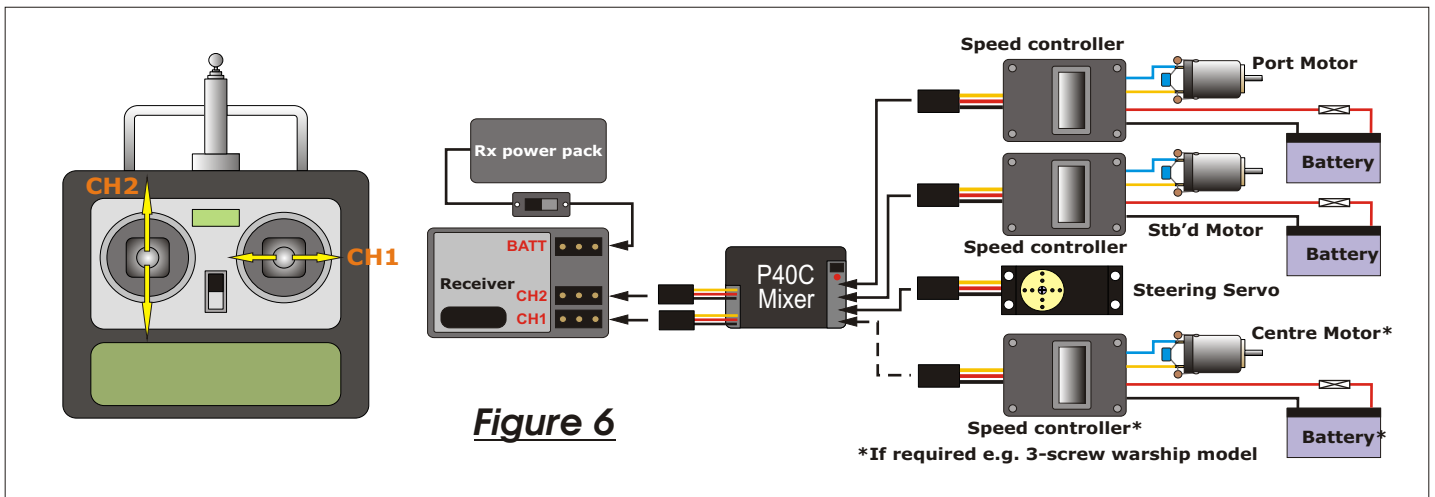 CH2
CH1
Rx power pack
BATT
Receiver
CH2
CH1
P40C
Mixer
Speed controller
Port Motor
Battery
Stb'd Motor
Speed controller
Battery
Steering Servo
Centre Motor*
Speed controller*
Battery*
*If required e.g. 3-screw warship model
Figure 6